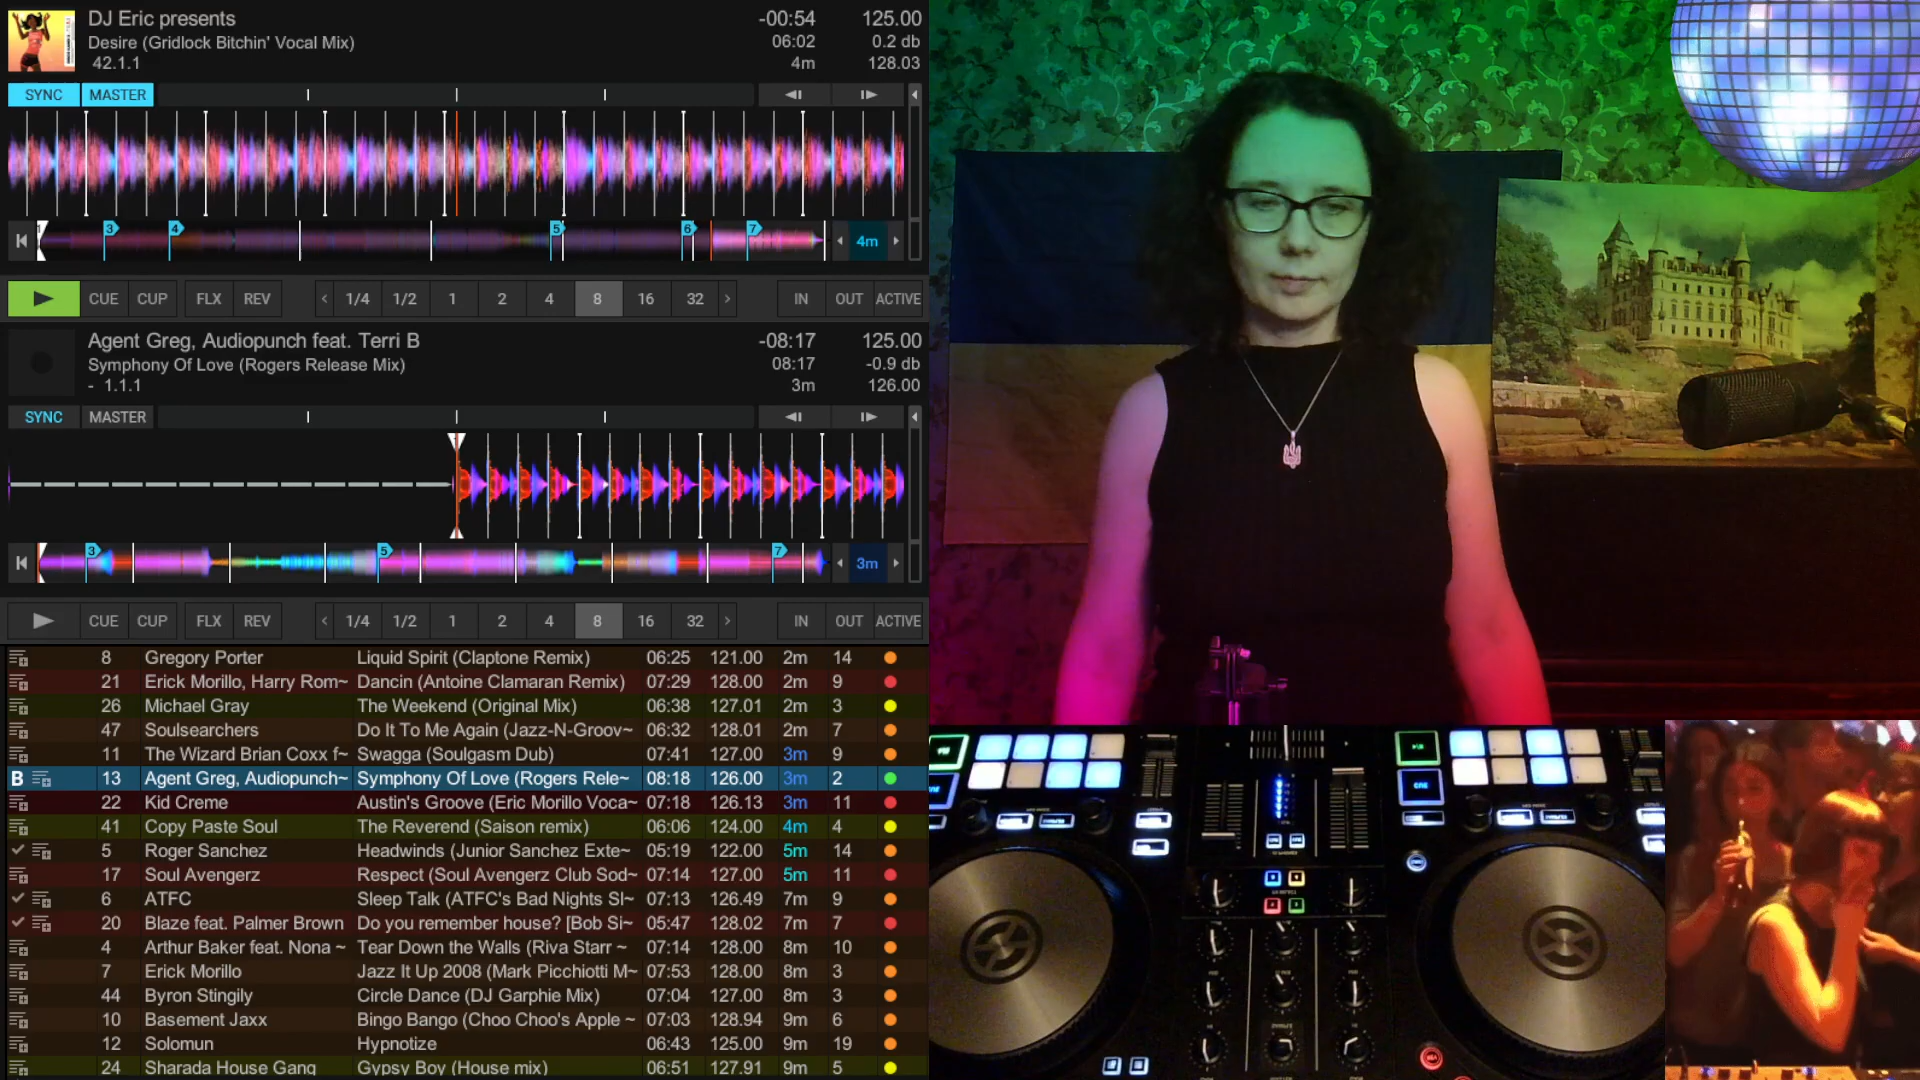 DJ Eric presents -00:54 125.00
Desire (Gridlock Bitchin' Vocal Mix) 06:02 0.2 db
42.1.1 4m 128.03
SYNC MASTER
3 4 5 6 7 4m
CUE CUP FLX REV 1/4 1/2 1 2 4 8 16 32 IN OUT ACTIVE
Agent Greg, Audiopunch feat. Terri B -08:17 125.00
Symphony Of Love (Rogers Release Mix) 08:17 -0.9 db
- 1.1.1 3m 126.00
SYNC MASTER
3 5 7 3m
CUE CUP FLX REV 1/4 1/2 1 2 4 8 16 32 IN OUT ACTIVE
8 Gregory Porter Liquid Spirit (Claptone Remix) 06:25 121.00 2m 14
21 Erick Morillo, Harry Rom~ Dancin (Antoine Clamaran Remix) 07:29 128.00 2m 9
26 Michael Gray The Weekend (Original Mix) 06:38 127.01 2m 3
47 Soulsearchers Do It To Me Again (Jazz-N-Groov~ 06:32 128.01 2m 7
11 The Wizard Brian Coxx f~ Swagga (Soulgasm Dub) 07:41 127.00 3m 9
B 13 Agent Greg, Audiopunch~ Symphony Of Love (Rogers Rele~ 08:18 126.00 3m 2
22 Kid Creme Austin's Groove (Eric Morillo Voca~ 07:18 126.13 3m 11
41 Copy Paste Soul The Reverend (Saison remix) 06:06 124.00 4m 4
5 Roger Sanchez Headwinds (Junior Sanchez Exte~ 05:19 122.00 5m 14
17 Soul Avengerz Respect (Soul Avengerz Club Sod~ 07:14 127.00 5m 11
6 ATFC Sleep Talk (ATFC's Bad Nights Sl~ 07:13 126.49 7m 9
20 Blaze feat. Palmer Brown Do you remember house? [Bob Si~ 05:47 128.02 7m 7
4 Arthur Baker feat. Nona ~ Tear Down the Walls (Riva Starr ~ 07:14 128.00 8m 10
7 Erick Morillo Jazz It Up 2008 (Mark Picchiotti M~ 07:53 128.00 8m 3
44 Byron Stingily Circle Dance (DJ Garphie Mix) 07:04 127.00 8m 3
10 Basement Jaxx Bingo Bango (Choo Choo's Apple ~ 07:03 128.94 9m 6
12 Solomun Hypnotize 06:43 125.00 9m 19
24 Sharada House Gang Gypsy Boy (House mix) 06:51 127.91 9m 5